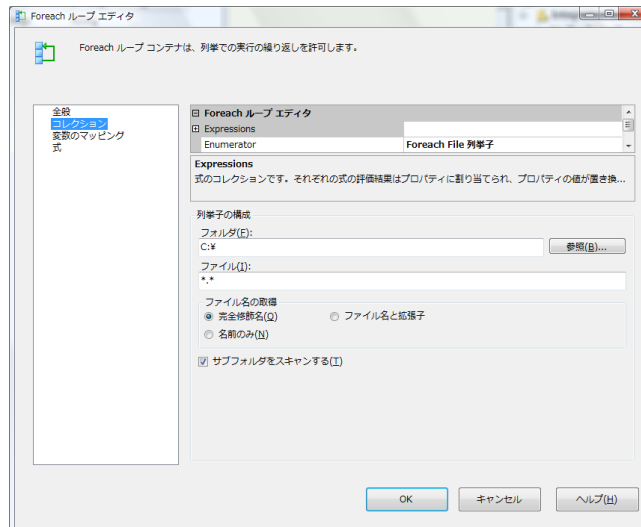 Foreach ループ エディタ
Foreach ループ コンテナは、列挙での実行の繰り返しを許可します。
全般
コレクション
変数のマッピング
式
Foreach ループ エディタ
Expressions
Enumerator Foreach File 列挙子
Expressions
式のコレクションです。それぞれの式の評価結果はプロパティに割り当てられ、プロパティの値が置き換...
列挙子の構成
フォルダ(E):
C:¥
参照(B)...
ファイル(I):
*.*
ファイル名の取得
完全修飾名(Q) ファイル名と拡張子
名前のみ(N)
サブフォルダをスキャンする(T)
OK キャンセル ヘルプ(H)